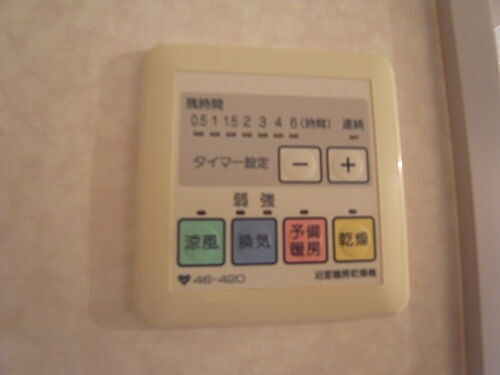 残時間
0.5 1 1.5 2 3 4 6 (時間) 連続
タイマー設定 − +
弱 強
涼風 換気 予備暖房 乾燥
46-420 浴室暖房乾燥機